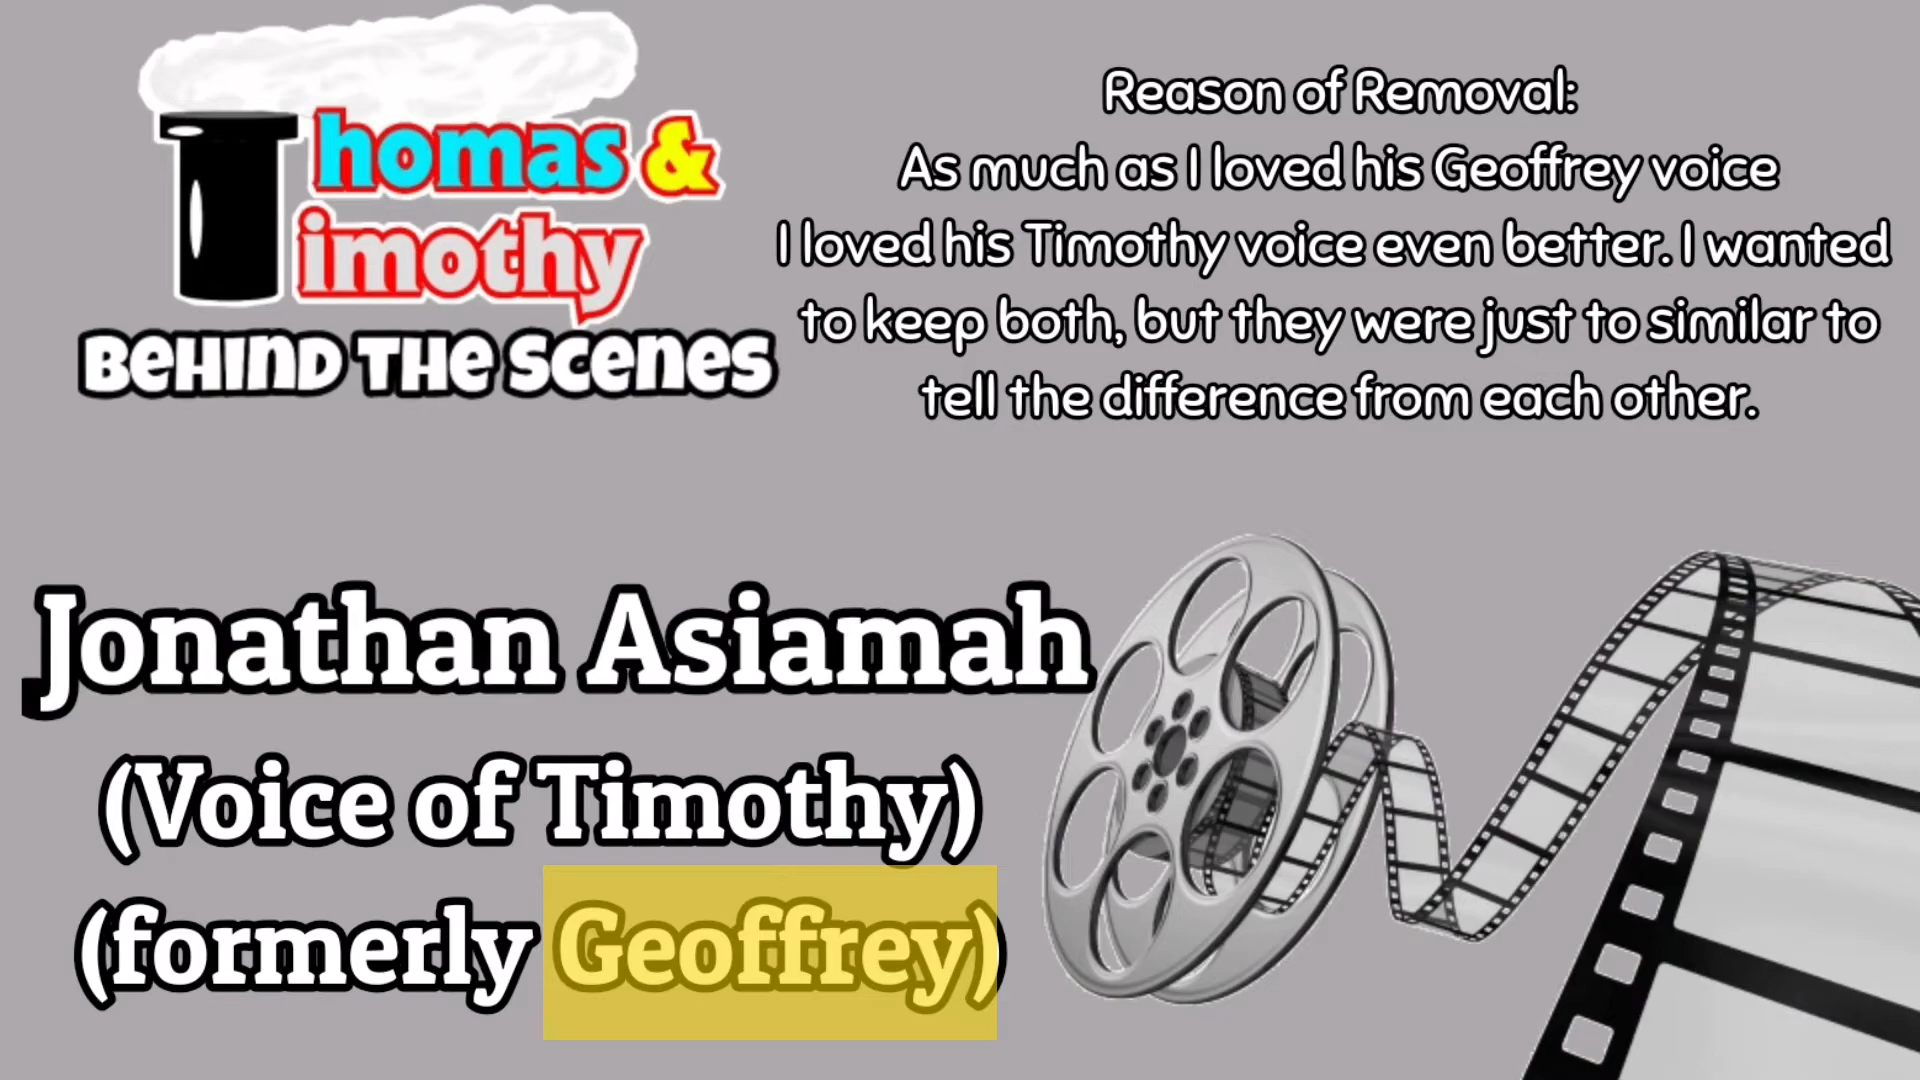 Thomas &
Timothy
BEHIND THE SCENES
Reason of Removal:
As much as I loved his Geoffrey voice
I loved his Timothy voice even better. I wanted
to keep both, but they were just to similar to
tell the difference from each other.
Jonathan Asiamah
(Voice of Timothy)
(formerly Geoffrey)